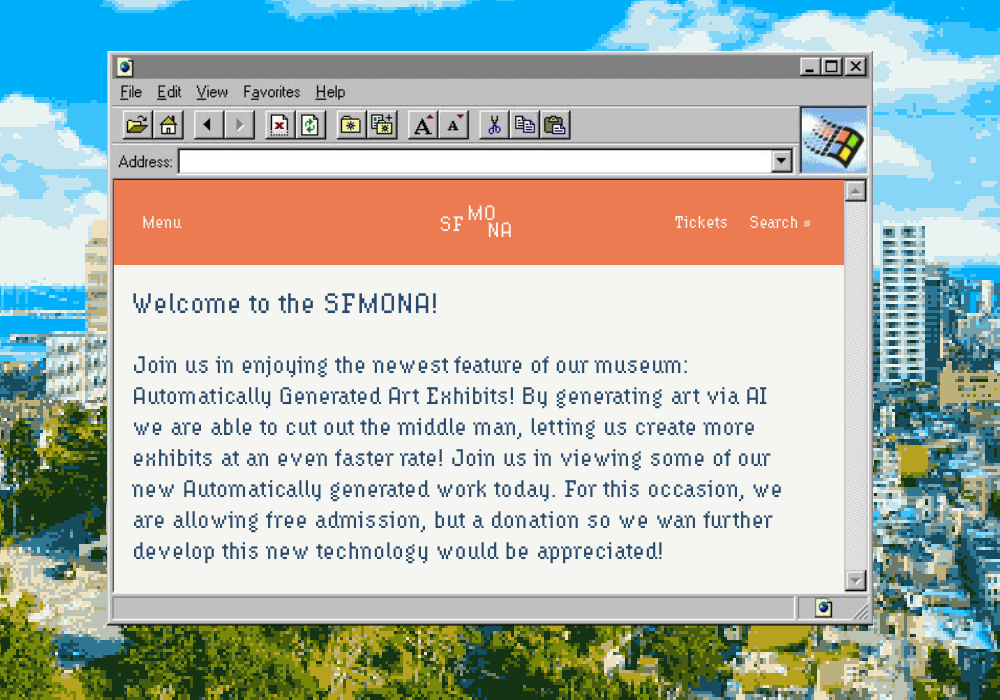 File Edit View Favorites Help
A A
Address:
Menu
SF MO NA
Tickets Search «
Welcome to the SFMONA!
Join us in enjoying the newest feature of our museum:
Automatically Generated Art Exhibits! By generating art via AI
we are able to cut out the middle man, letting us create more
exhibits at an even faster rate! Join us in viewing some of our
new Automatically generated work today. For this occasion, we
are allowing free admission, but a donation so we wan further
develop this new technology would be appreciated!